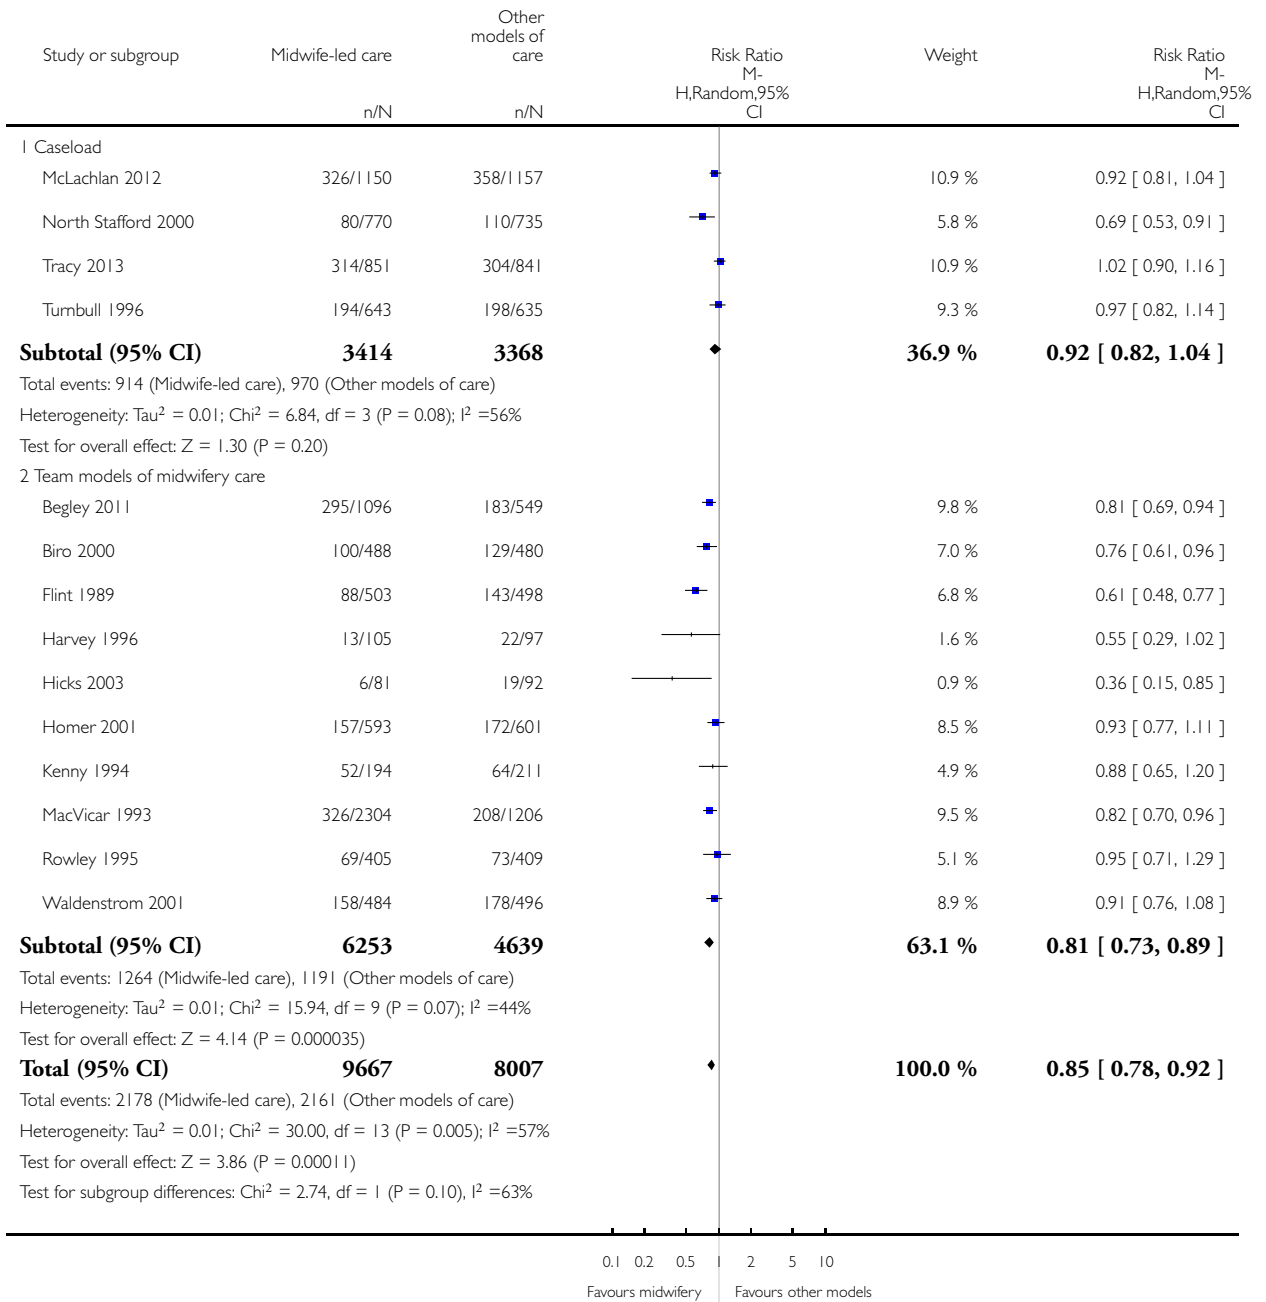 Study or subgroup Midwife-led care Other models of care Risk Ratio Weight Risk Ratio
n/N n/N M-H,Random,95% CI M-H,Random,95% CI
1 Caseload
McLachlan 2012 326/1150 358/1157 10.9 % 0.92 [ 0.81, 1.04 ]
North Stafford 2000 80/770 110/735 5.8 % 0.69 [ 0.53, 0.91 ]
Tracy 2013 314/851 304/841 10.9 % 1.02 [ 0.90, 1.16 ]
Turnbull 1996 194/643 198/635 9.3 % 0.97 [ 0.82, 1.14 ]
Subtotal (95% CI) 3414 3368 36.9 % 0.92 [ 0.82, 1.04 ]
Total events: 914 (Midwife-led care), 970 (Other models of care)
Heterogeneity: Tau² = 0.01; Chi² = 6.84, df = 3 (P = 0.08); I² =56%
Test for overall effect: Z = 1.30 (P = 0.20)
2 Team models of midwifery care
Begley 2011 295/1096 183/549 9.8 % 0.81 [ 0.69, 0.94 ]
Biro 2000 100/488 129/480 7.0 % 0.76 [ 0.61, 0.96 ]
Flint 1989 88/503 143/498 6.8 % 0.61 [ 0.48, 0.77 ]
Harvey 1996 13/105 22/97 1.6 % 0.55 [ 0.29, 1.02 ]
Hicks 2003 6/81 19/92 0.9 % 0.36 [ 0.15, 0.85 ]
Homer 2001 157/593 172/601 8.5 % 0.93 [ 0.77, 1.11 ]
Kenny 1994 52/194 64/211 4.9 % 0.88 [ 0.65, 1.20 ]
MacVicar 1993 326/2304 208/1206 9.5 % 0.82 [ 0.70, 0.96 ]
Rowley 1995 69/405 73/409 5.1 % 0.95 [ 0.71, 1.29 ]
Waldenstrom 2001 158/484 178/496 8.9 % 0.91 [ 0.76, 1.08 ]
Subtotal (95% CI) 6253 4639 63.1 % 0.81 [ 0.73, 0.89 ]
Total events: 1264 (Midwife-led care), 1191 (Other models of care)
Heterogeneity: Tau² = 0.01; Chi² = 15.94, df = 9 (P = 0.07); I² =44%
Test for overall effect: Z = 4.14 (P = 0.000035)
Total (95% CI) 9667 8007 100.0 % 0.85 [ 0.78, 0.92 ]
Total events: 2178 (Midwife-led care), 2161 (Other models of care)
Heterogeneity: Tau² = 0.01; Chi² = 30.00, df = 13 (P = 0.005); I² =57%
Test for overall effect: Z = 3.86 (P = 0.00011)
Test for subgroup differences: Chi² = 2.74, df = 1 (P = 0.10), I² =63%
0.1 0.2 0.5 1 2 5 10
Favours midwifery Favours other models